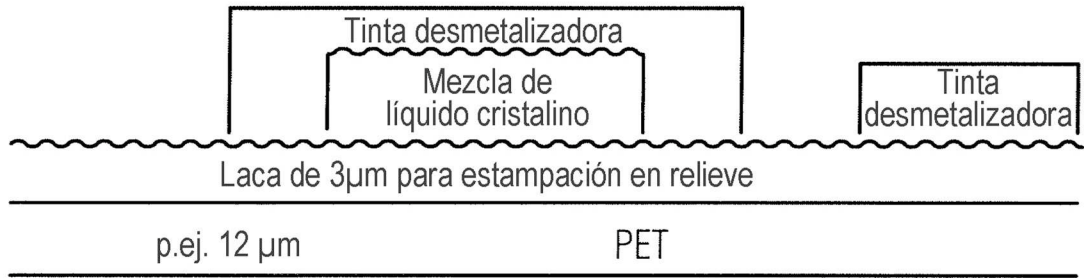 Tinta desmetalizadora
Mezcla de
líquido cristalino
Tinta
desmetalizadora
Laca de 3µm para estampación en relieve
p.ej. 12 µm PET